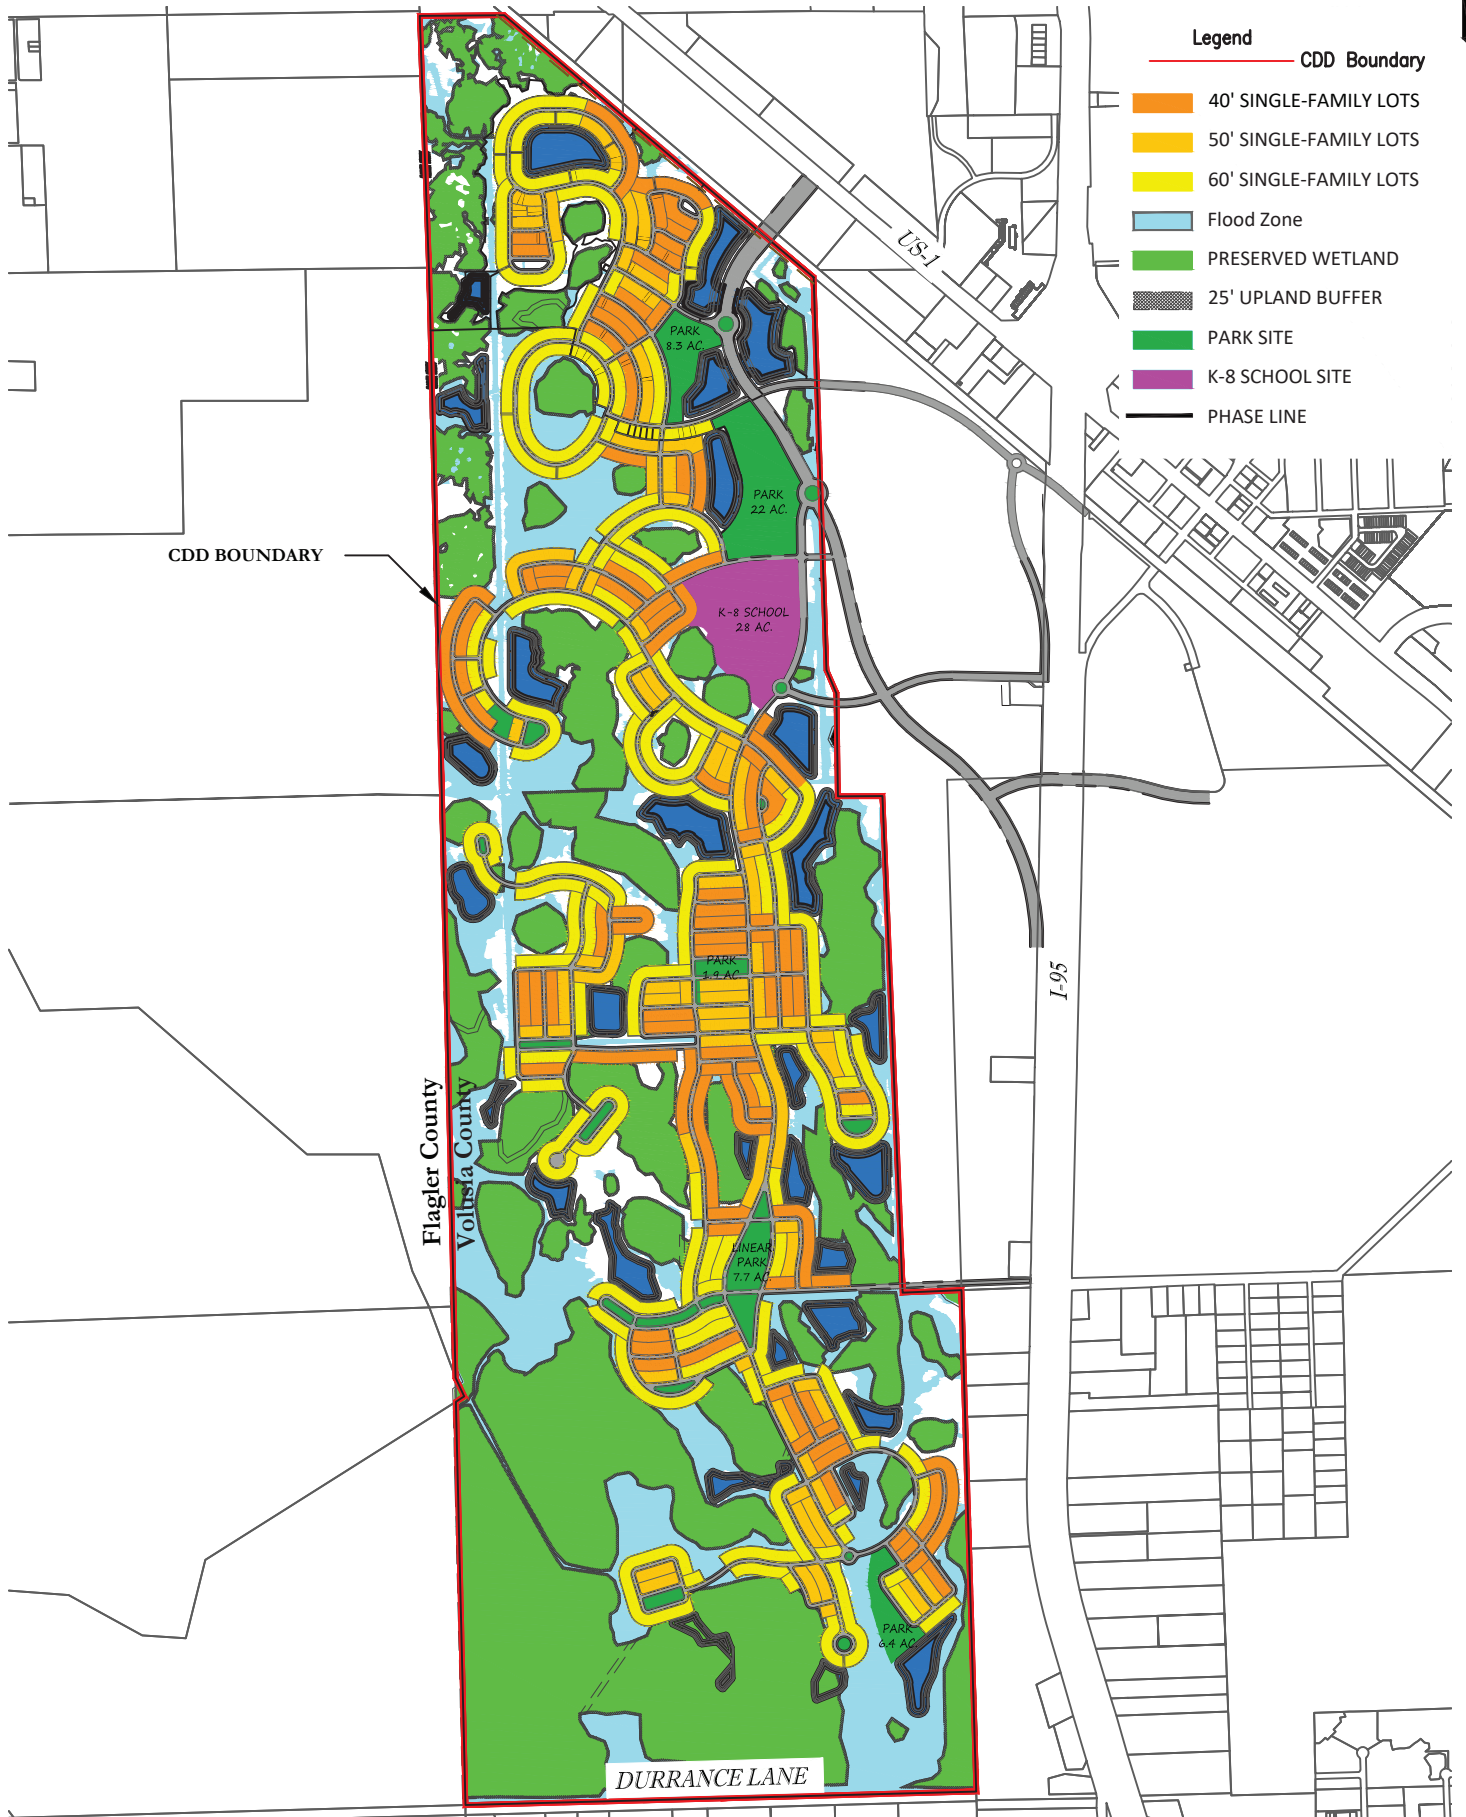 Legend
CDD Boundary
40' SINGLE-FAMILY LOTS
50' SINGLE-FAMILY LOTS
60' SINGLE-FAMILY LOTS
Flood Zone
PRESERVED WETLAND
25' UPLAND BUFFER
PARK SITE
K-8 SCHOOL SITE
PHASE LINE
US-1
PARK
8.3 AC.
PARK
22 AC.
CDD BOUNDARY
K-8 SCHOOL
28 AC.
PARK
1.9 AC.
I-95
Flagler County
Volusia County
LINEAR
PARK
7.7 AC.
PARK
6.4 AC.
DURRANCE LANE